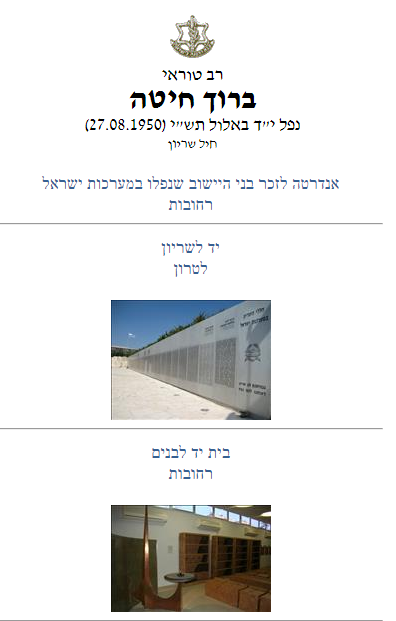 רב טוראי
ברוך חיטה
נפל י״ד באלול תש״י (27.08.1950)
חיל שריון
אנדרטה לזכר בני היישוב שנפלו במערכות ישראל
רחובות
יד לשריון
לטרון
בית יד לבנים
רחובות